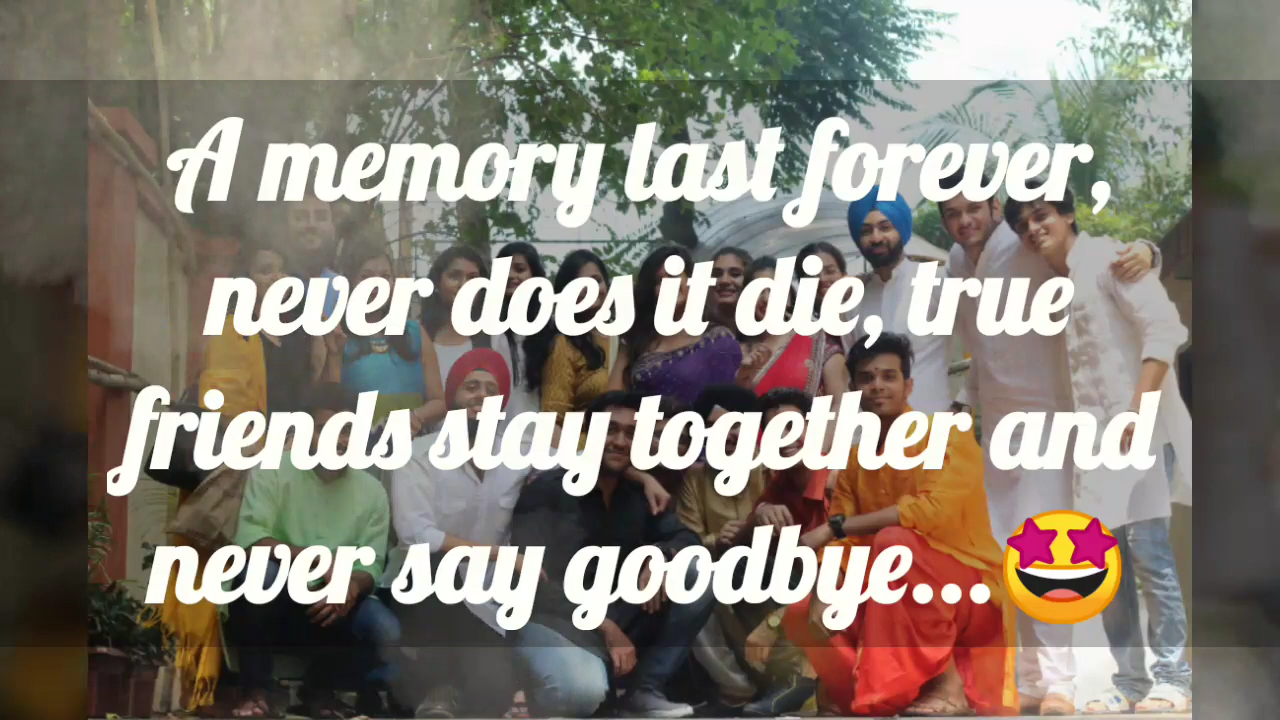 A memory last forever,
never does it die, true
friends stay together and
never say goodbye...🤩